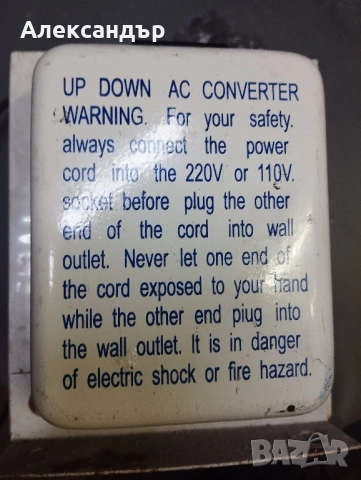 Александър
UP DOWN AC CONVERTER
WARNING. For your safety.
always connect the power
cord into the 220V or 110V.
socket before plug the other
end of the cord into wall
outlet. Never let one end of
the cord exposed to your hand
while the other end piug into
the wall outlet. It is in danger
of electric shock or fire hazard.
BAZAR